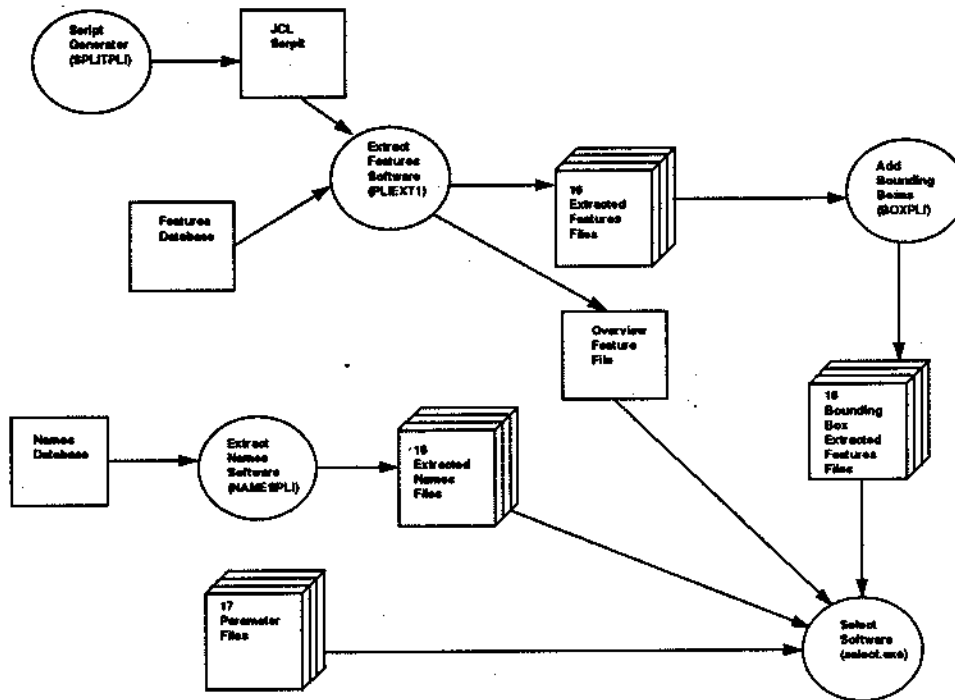 Script
Generator
(SPLITPLI)
JCL
Scrpit
Extract
Features
Software
(PLIEXT1)
Features
Database
16
Extracted
Features
Files
Add
Bounding
Boxes
(BOXPLI)
Overview
Feature
File
16
Bounding
Box
Extracted
Features
Files
Names
Database
Extract
Names
Software
(NAMESPLI)
16
Extracted
Names
Files
17
Parameter
Files
Select
Software
(select.exe)